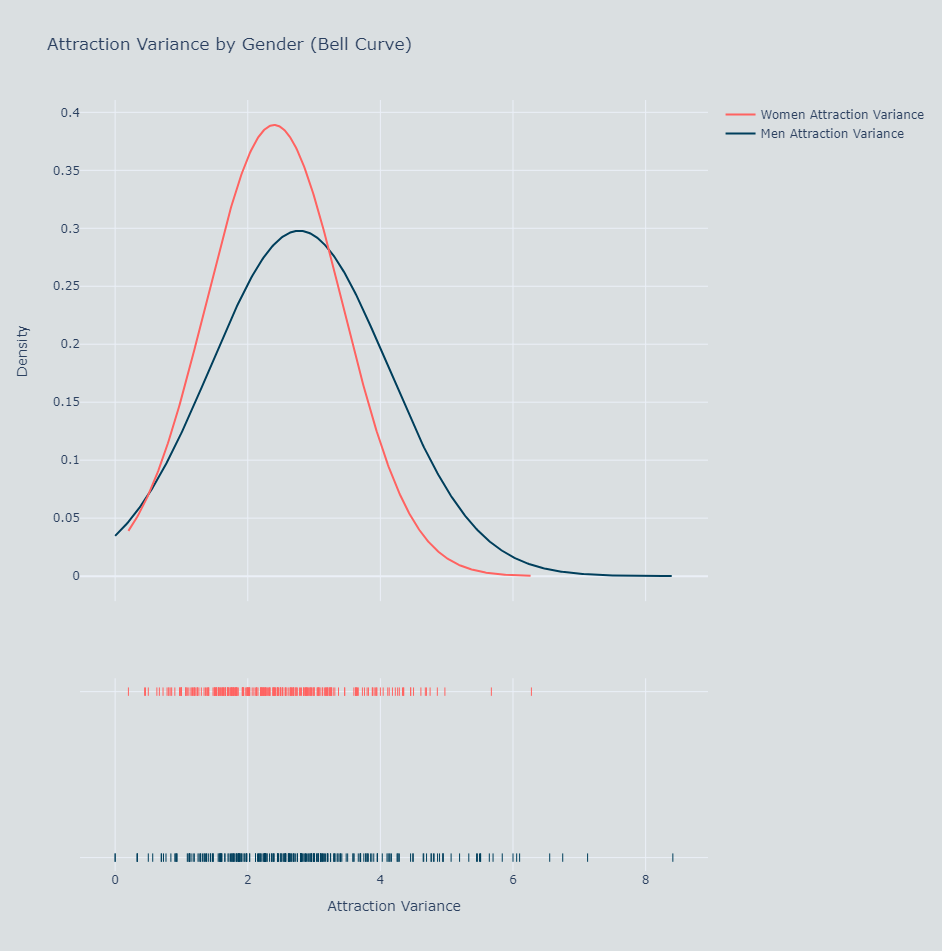 Attraction Variance by Gender (Bell Curve)
Women Attraction Variance
Men Attraction Variance
0.4
0.35
0.3
0.25
0.2
0.15
0.1
0.05
0
Density
0 2 4 6 8
Attraction Variance